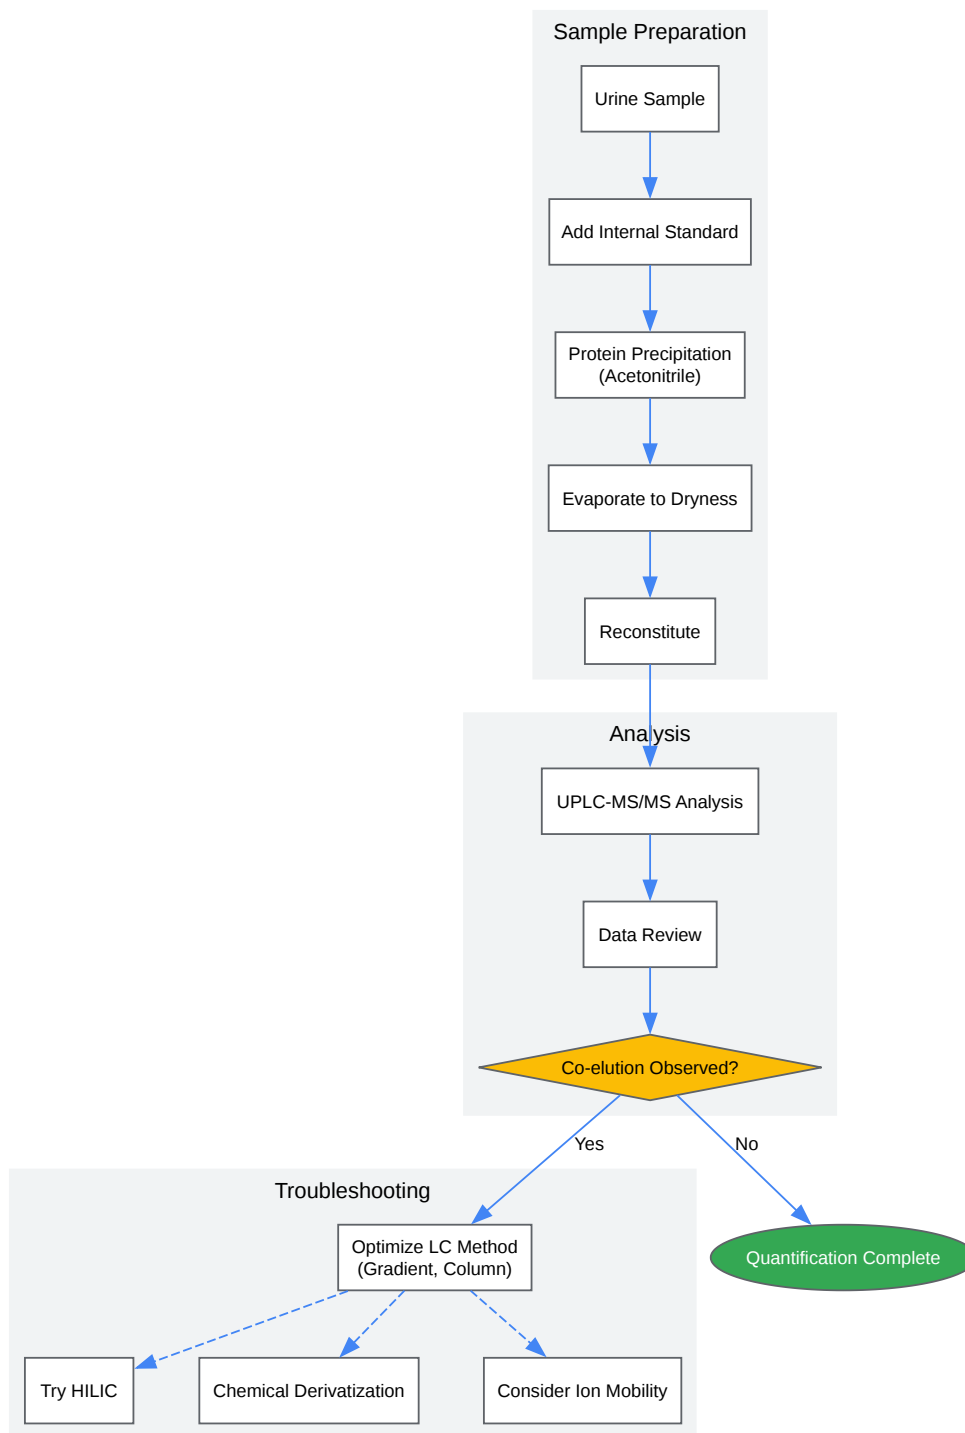 Sample Preparation
Urine Sample
Add Internal Standard
Protein Precipitation
(Acetonitrile)
Evaporate to Dryness
Reconstitute
Analysis
UPLC-MS/MS Analysis
Data Review
Co-elution Observed?
Yes
No
Troubleshooting
Optimize LC Method
(Gradient, Column)
Quantification Complete
Try HILIC
Chemical Derivatization
Consider Ion Mobility